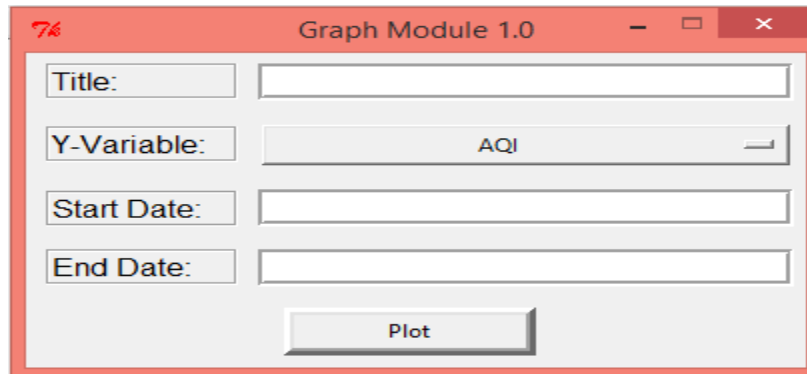 Graph Module 1.0
Title:
Y-Variable: AQI
Start Date:
End Date:
Plot